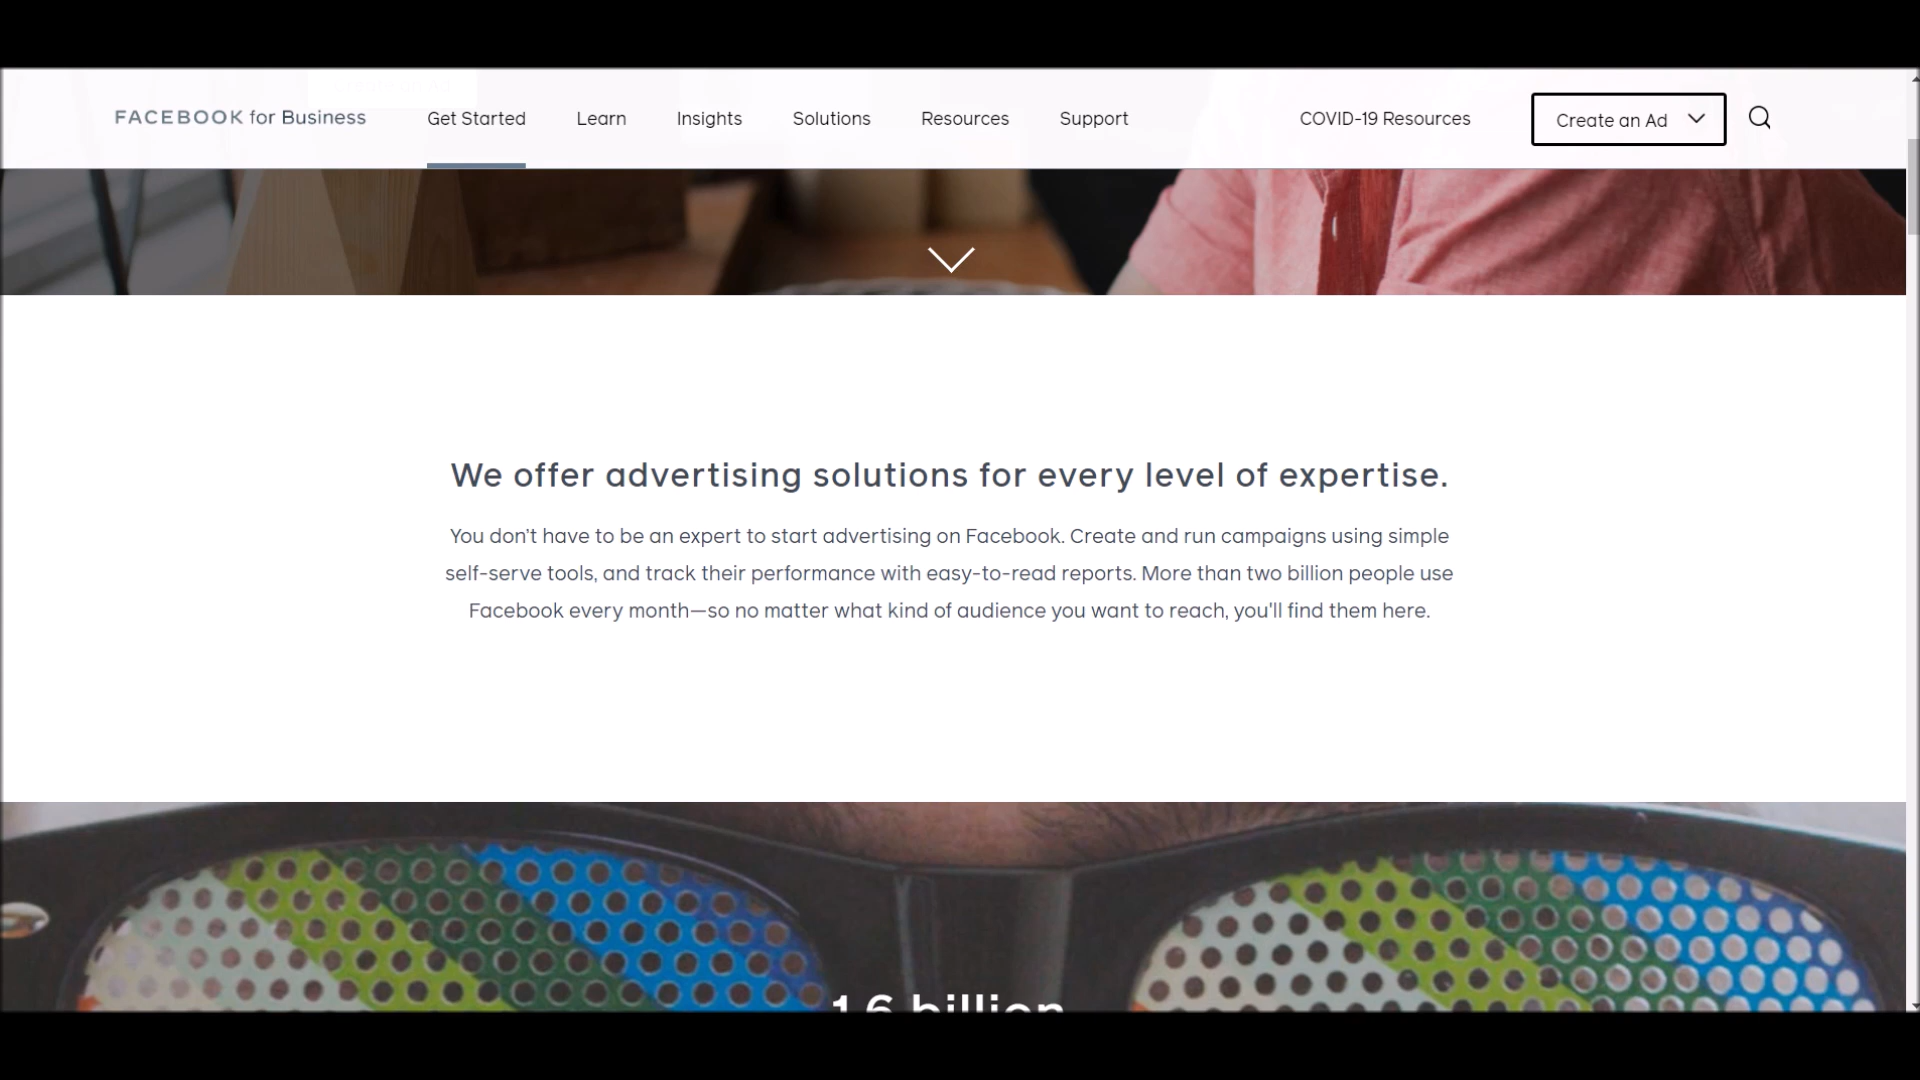 FACEBOOK for Business Get Started Learn Insights Solutions Resources Support COVID-19 Resources Create an Ad
We offer advertising solutions for every level of expertise.
You don't have to be an expert to start advertising on Facebook. Create and run campaigns using simple
self-serve tools, and track their performance with easy-to-read reports. More than two billion people use
Facebook every month—so no matter what kind of audience you want to reach, you'll find them here.
1.6 billion